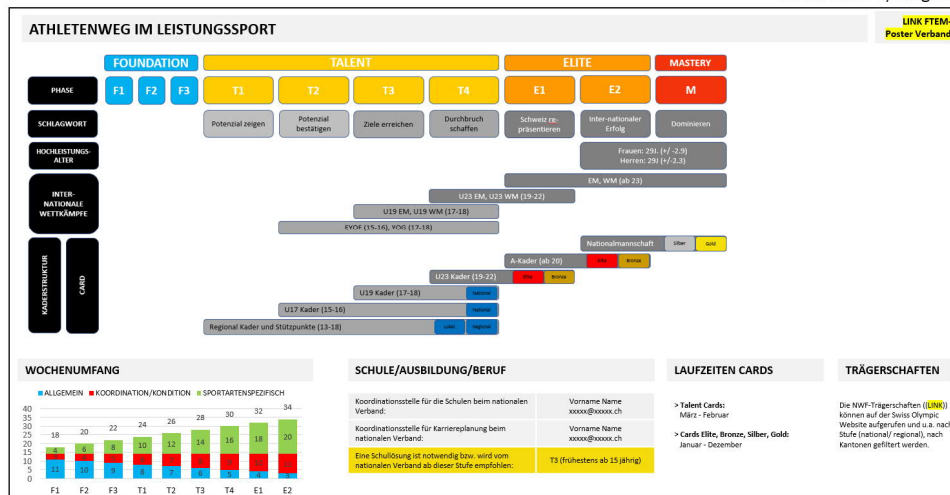 ATHLETENWEG IM LEISTUNGSSPORT
LINK FTEM-
Poster Verband
FOUNDATION
TALENT
ELITE
MASTERY
PHASE
F1
F2
F3
T1
T2
T3
T4
E1
E2
M
SCHLAGWORT
Potenzial zeigen
Potenzial
bestätigen
Ziele erreichen
Durchbruch
schaffen
Schweiz re-
präsentieren
Inter-nationaler
Erfolg
Dominieren
HOCHLEISTUNGS-
ALTER
Frauen: 29J. (+/ -2.9)
Herren: 29J (+/-2.3)
INTER-
NATIONALE
WETTKÄMPFE
EM, WM (ab 23)
U23 EM, U23 WM (19-22)
U19 EM, U19 WM (17-18)
EYOF (15-16), YOG (17-18)
KADERSTRUKTUR
CARD
Nationalmannschaft
Silber
Gold
A-Kader (ab 20)
Elite
Bronze
U23 Kader (19-22)
Elite
Bronze
U19 Kader (17-18)
National
U17 Kader (15-16)
National
Regional Kader und Stützpunkte (13-18)
Lokal
Regional
WOCHENUMFANG
ALLGEMEIN
KOORDINATION/KONDITION
SPORTARTENSPEZIFISCH
40
35
30
25
20
15
10
5
0
18
20
22
24
26
28
30
32
34
4
6
8
10
12
14
16
18
20
11
10
9
8
7
6
5
4
3
F1
F2
F3
T1
T2
T3
T4
E1
E2
SCHULE/AUSBILDUNG/BERUF
Koordinationsstelle für die Schulen beim nationalen
Verband:
Vorname Name
xxxxx@xxxxx.ch
Koordinationsstelle für Karriereplanung beim
nationalen Verband:
Vorname Name
xxxxx@xxxxx.ch
Eine Schullösung ist notwendig bzw. wird vom
nationalen Verband ab dieser Stufe empfohlen:
T3 (frühestens ab 15 jährig)
LAUFZEITEN CARDS
> Talent Cards:
März - Februar
> Cards Elite, Bronze, Silber, Gold:
Januar - Dezember
TRÄGERSCHAFTEN
Die NWF-Trägerschaften ((LINK))
können auf der Swiss Olympic
Website aufgerufen und u.a. nach
Stufe (national/ regional), nach
Kantonen gefiltert werden.